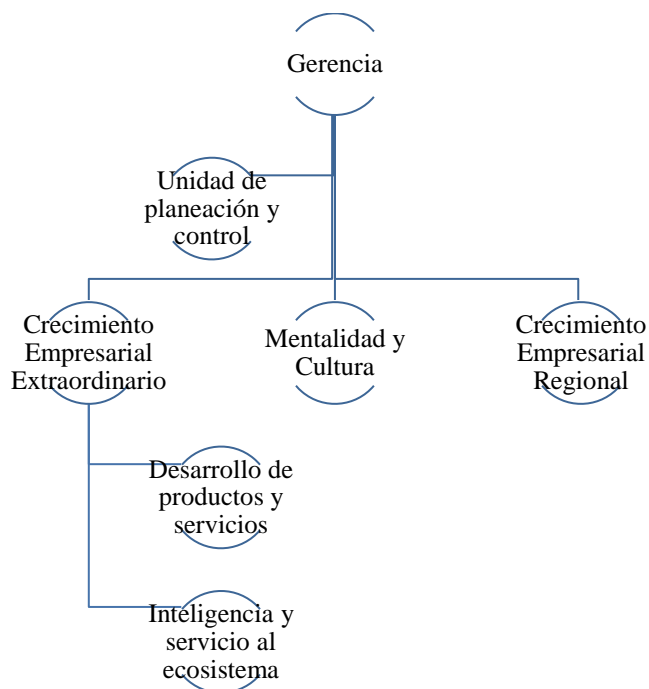 Gerencia
Unidad de
planeación y
control
Crecimiento
Empresarial
Extraordinario
Mentalidad y
Cultura
Crecimiento
Empresarial
Regional
Desarrollo de
productos y
servicios
Inteligencia y
servicio al
ecosistema